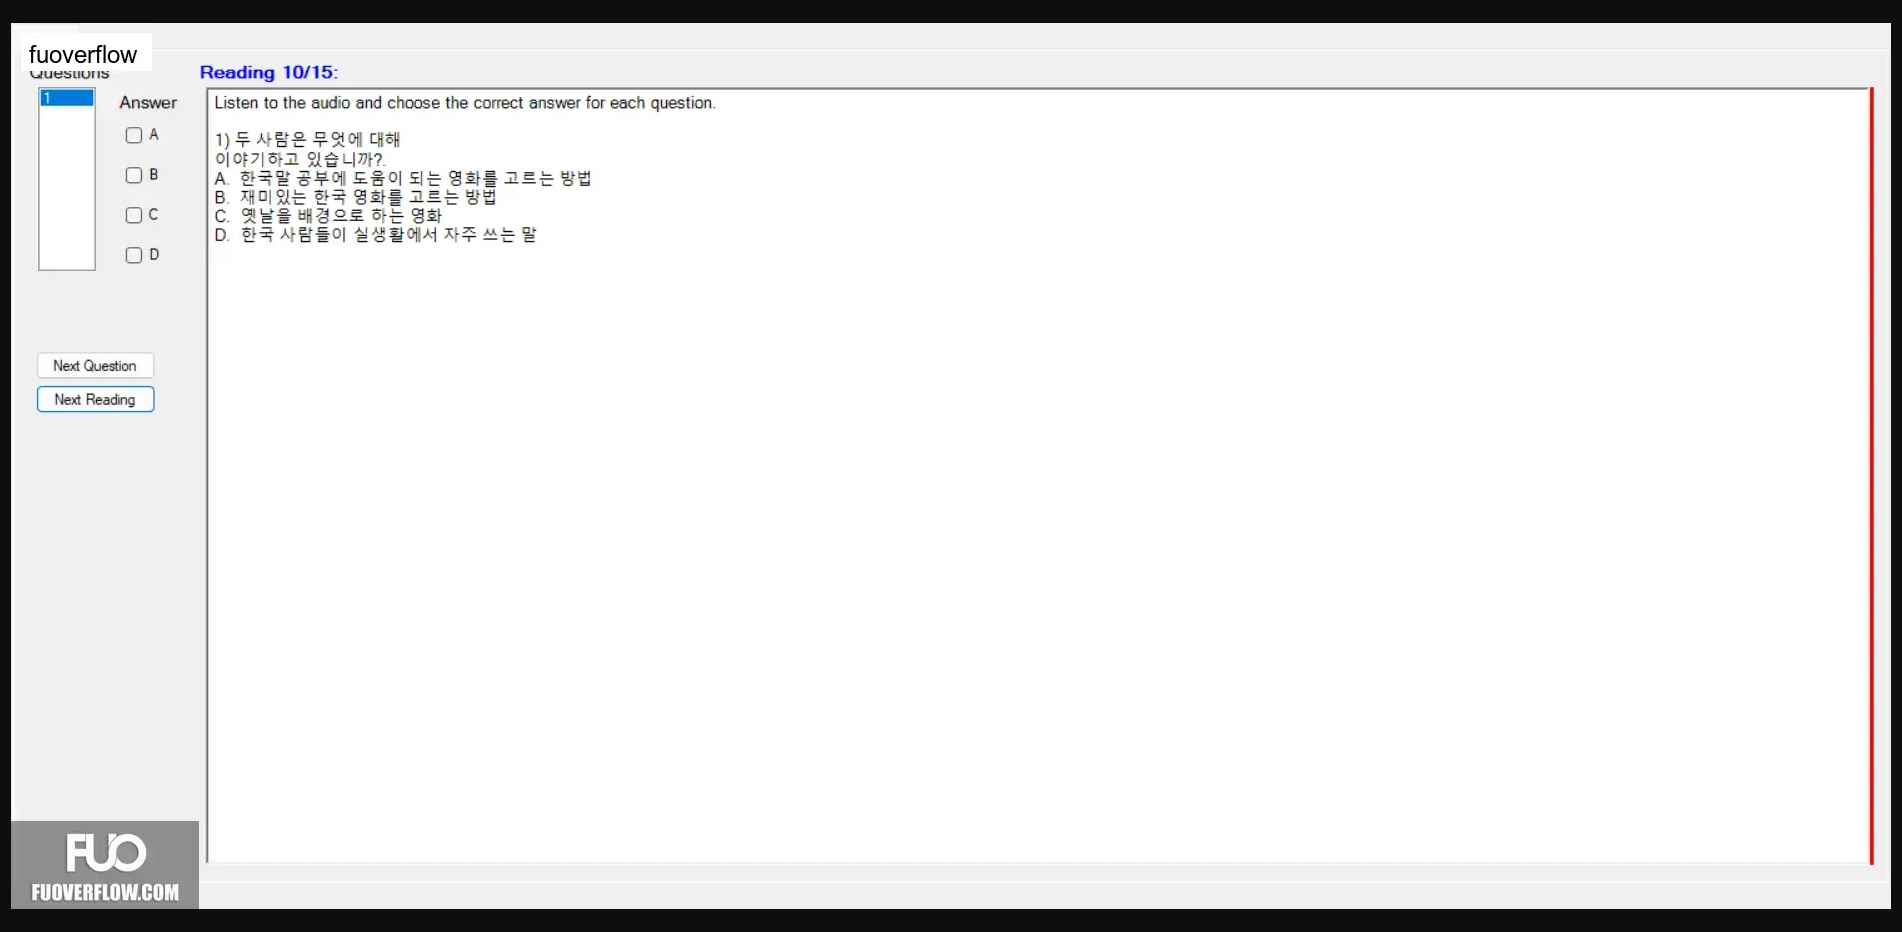 fuoverflow
Questions
Reading 10/15:
1
Answer
A
B
C
D
Listen to the audio and choose the correct answer for each question.
1) 두 사람은 무엇에 대해
이야기하고 있습니까?.
A. 한국말 공부에 도움이 되는 영화를 고르는 방법
B. 재미있는 한국 영화를 고르는 방법
C. 옛날을 배경으로 하는 영화
D. 한국 사람들이 실생활에서 자주 쓰는 말
Next Question
Next Reading
FUO
FUOVERFLOW.COM